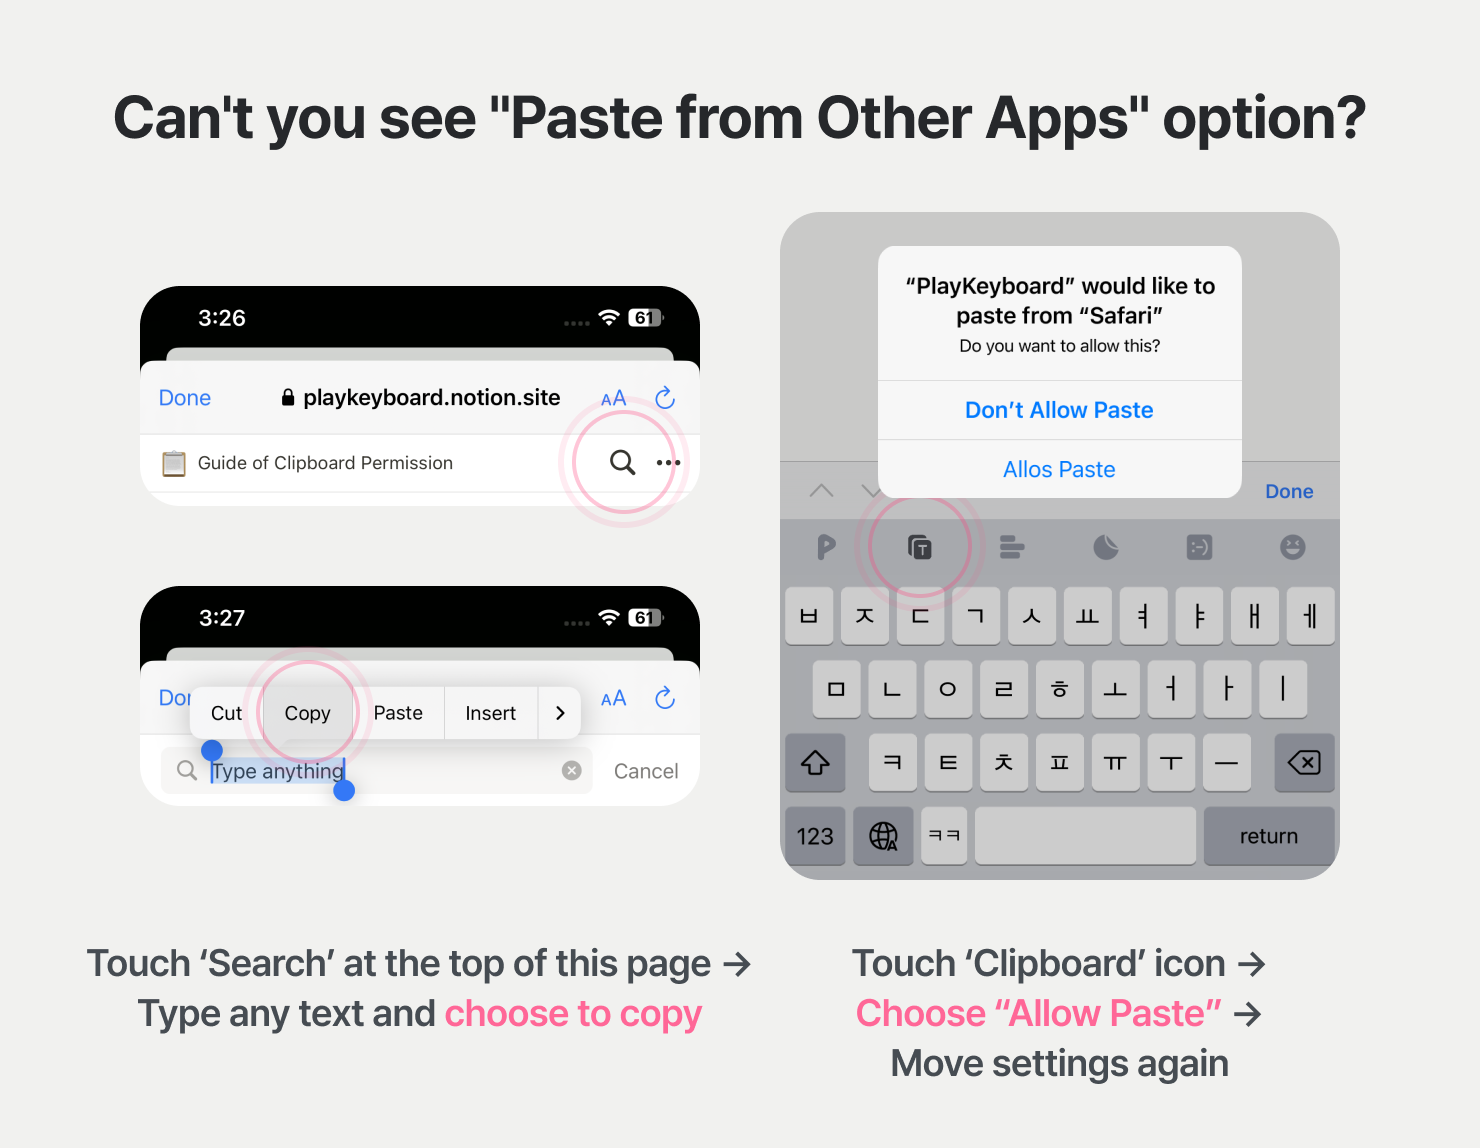 Can't you see "Paste from Other Apps" option?
3:26
61
Done
playkeyboard.notion.site
AA
Guide of Clipboard Permission
3:27
61
Don
AA
Cut
Copy
Paste
Insert
Type anything
Cancel
Touch ‘Search’ at the top of this page →
Type any text and choose to copy
“PlayKeyboard” would like to
paste from “Safari”
Do you want to allow this?
Don’t Allow Paste
Allos Paste
Done
P T :-)
ㅂ ㅈ ㄷ ㄱ ㅅ ㅛ ㅕ ㅑ ㅐ ㅔ
ㅁ ㄴ ㅇ ㄹ ㅎ ㅗ ㅓ ㅏ ㅣ
ㅋ ㅌ ㅊ ㅍ ㅠ ㅜ ㅡ
123 A ㅋㅋ return
Touch ‘Clipboard’ icon →
Choose “Allow Paste” →
Move settings again